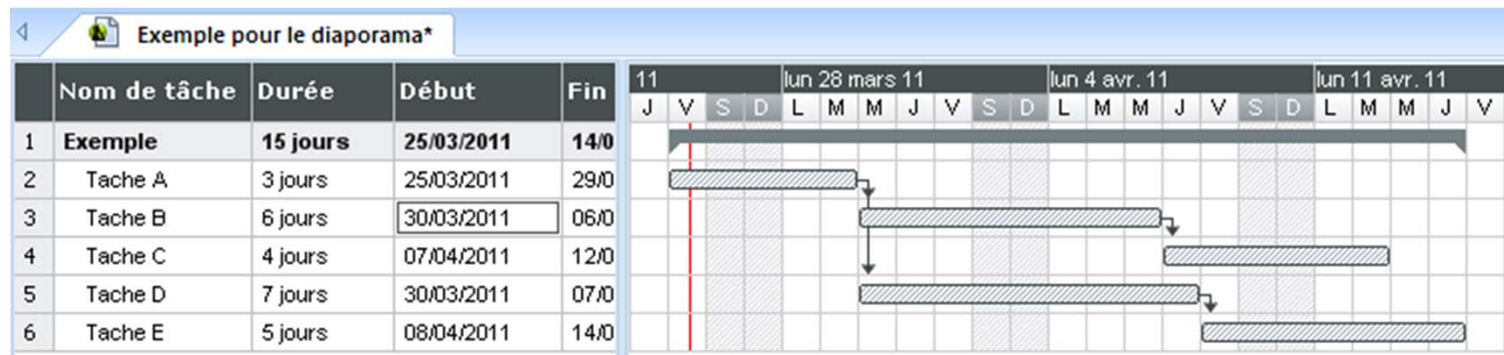 Exemple pour le diaporama*
Nom de tâche Durée Début Fin
11 lun 28 mars 11 lun 4 avr. 11 lun 11 avr. 11
J V S D L M M J V S D L M M J V S D L M M J V
1 Exemple 15 jours 25/03/2011 14/0
2 Tache A 3 jours 25/03/2011 29/0
3 Tache B 6 jours 30/03/2011 06/0
4 Tache C 4 jours 07/04/2011 12/0
5 Tache D 7 jours 30/03/2011 07/0
6 Tache E 5 jours 08/04/2011 14/0